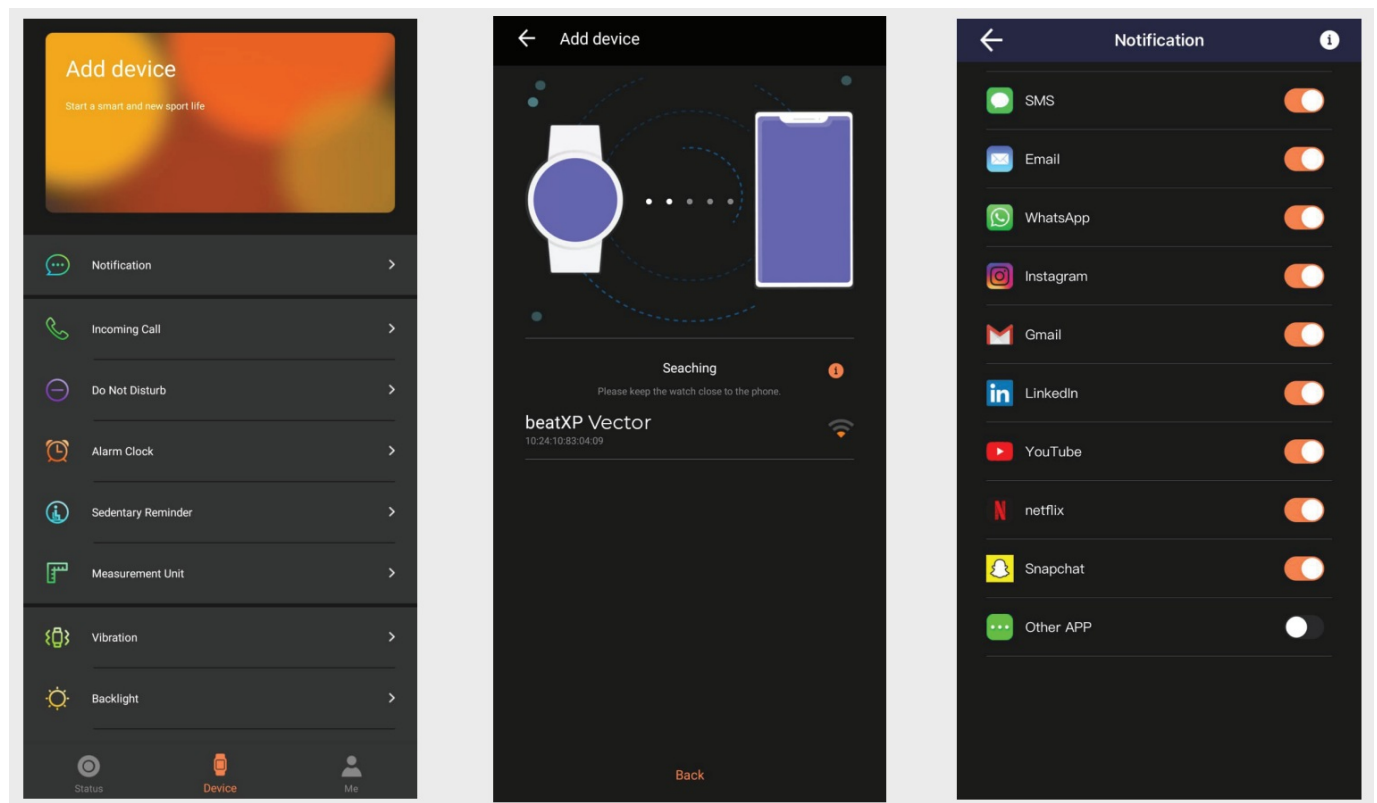 Add device
Start a smart and new sport life
Notification
Incoming Call
Do Not Disturb
Alarm Clock
Sedentary Reminder
Measurement Unit
Vibration
Backlight
Status
Device
Me
Add device
Seaching
Please keep the watch close to the phone.
beatXP Vector
10:24:10:83:04:09
Back
Notification
SMS
Email
WhatsApp
Instagram
Gmail
in LinkedIn
YouTube
N netflix
Snapchat
Other APP